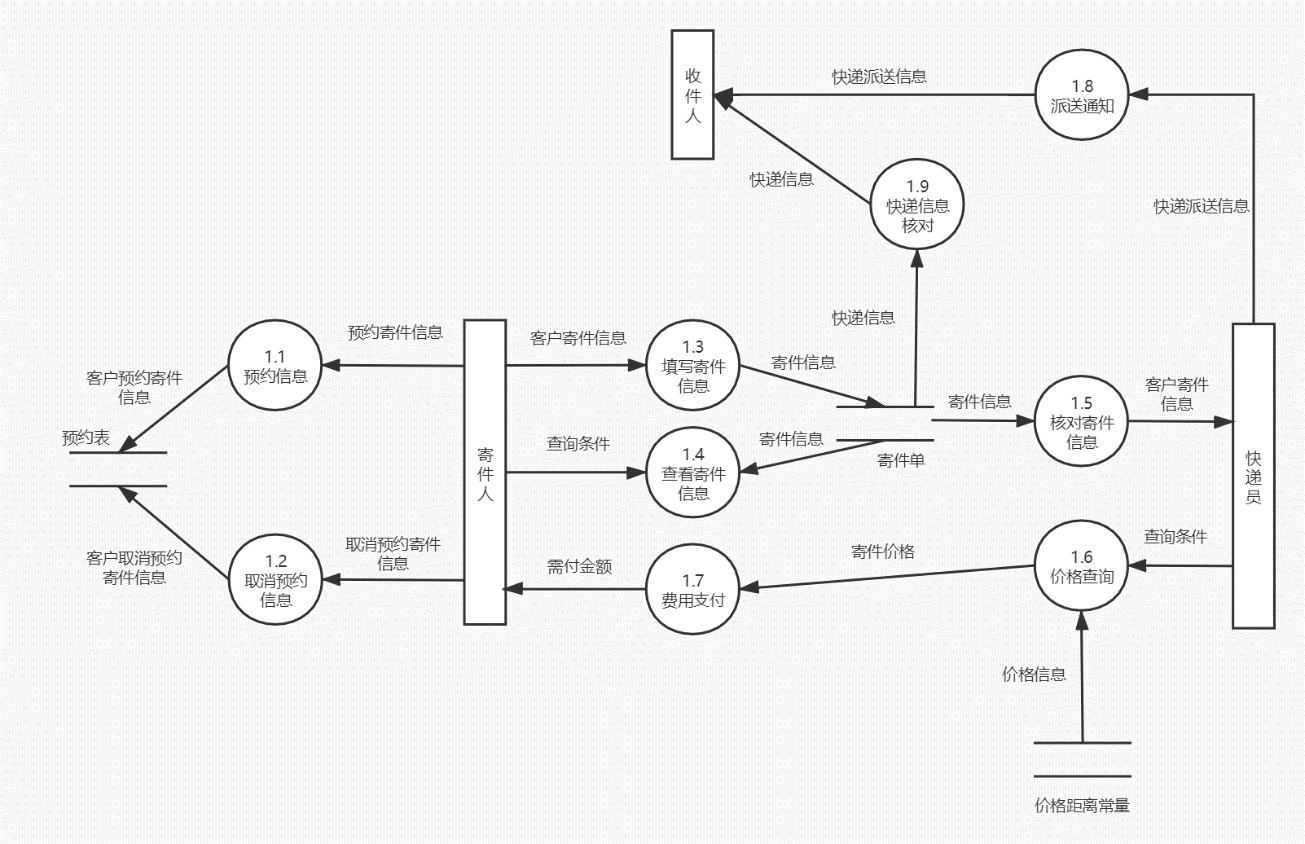 收
件
人
快递派送信息
1.8
派送通知
快递信息
1.9
快递信息
核对
快递派送信息
快递信息
预约寄件信息
客户寄件信息
1.1
预约信息
1.3
填写寄件
信息
寄件信息
客户预约寄件
信息
寄件信息
1.5
核对寄件
信息
客户寄件
信息
预约表
查询条件
1.4
查看寄件
信息
寄件信息
寄件单
寄
件
人
快
递
员
客户取消预约
寄件信息
1.2
取消预约
信息
取消预约寄件
信息
需付金额
1.7
费用支付
寄件价格
1.6
价格查询
查询条件
价格信息
价格距离常量